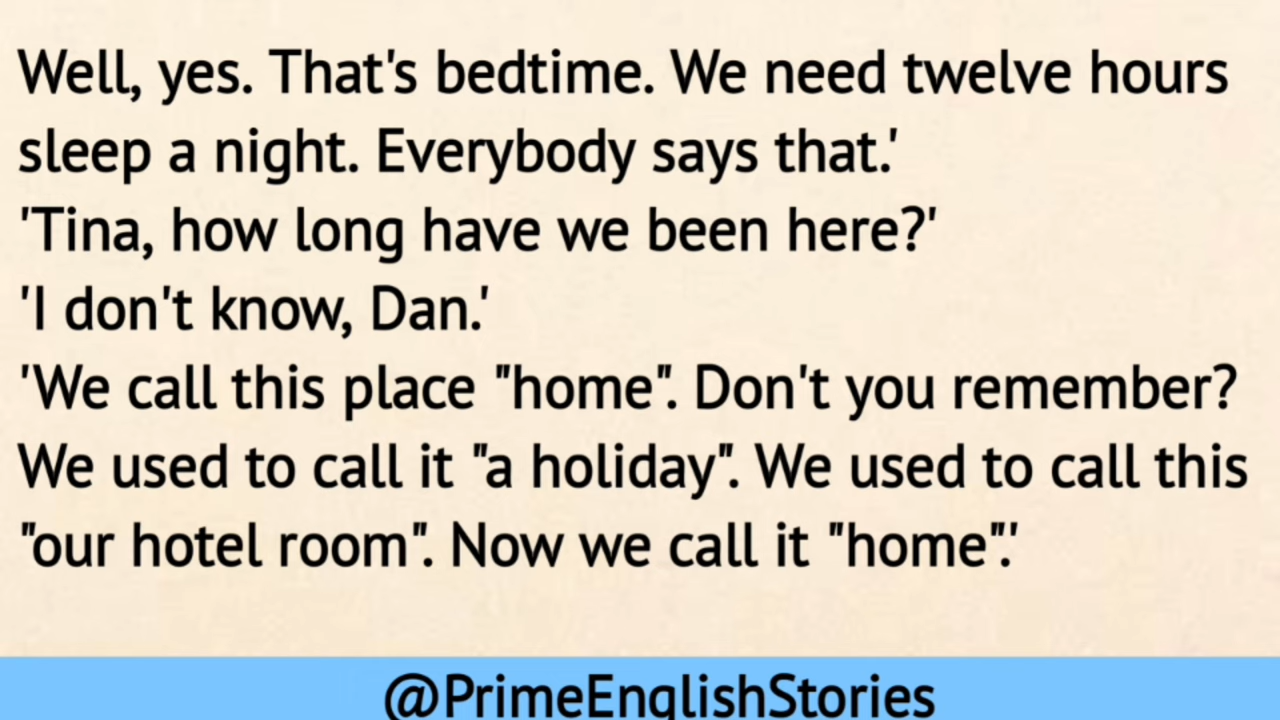 Well, yes. That's bedtime. We need twelve hours
sleep a night. Everybody says that.'
'Tina, how long have we been here?'
'I don't know, Dan.'
'We call this place "home". Don't you remember?
We used to call it "a holiday". We used to call this
"our hotel room". Now we call it "home".'
@PrimeEnglishStories